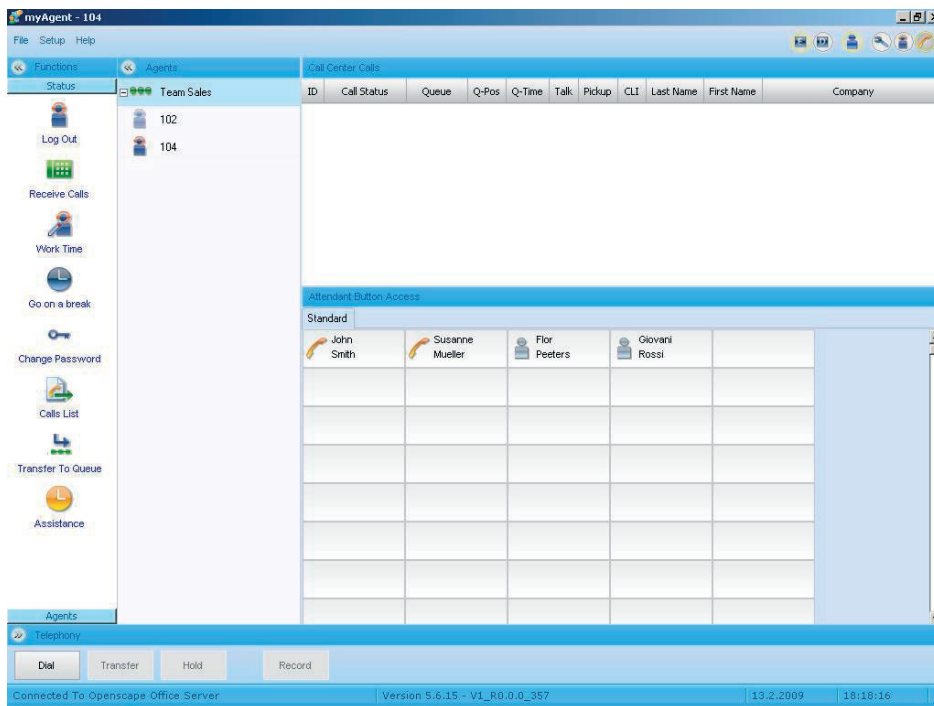 myAgent - 104
File Setup Help
Functions
Agents
Call Center Calls
Status
Team Sales
ID Call Status Queue Q-Pos Q-Time Talk Pickup CLI Last Name First Name Company
102
104
Log Out
Receive Calls
Work Time
Go on a break
Change Password
Calls List
Transfer To Queue
Assistance
Agents
Attendant Button Access
Standard
John
Smith
Susanne
Mueller
Flor
Peeters
Giovani
Rossi
Telephony
Dial Transfer Hold Record
Connected To Openscape Office Server Version 5.6.15 - V1_R0.0.0_357 13.2.2009 18:18:16